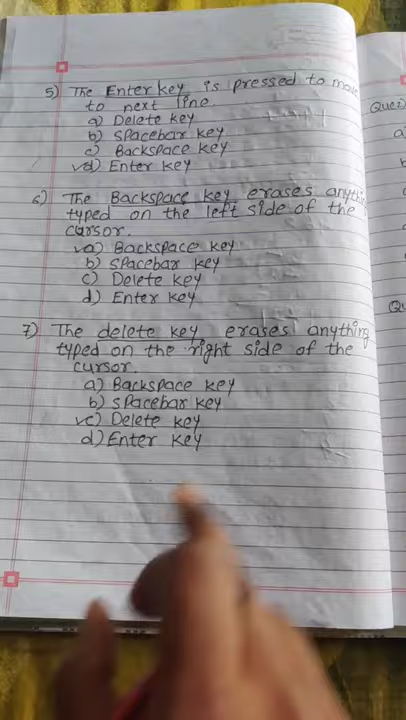 5) The Enter key is pressed to move
to next line.
a) Delete key
b) spacebar key
c) Backspace key
✓d) Enter key
6) The Backspace key erases anything
typed on the left side of the
cursor.
✓a) Backspace key
b) spacebar key
c) Delete key
d) Enter key
7) The delete key erases anything
typed on the right side of the
cursor.
a) Backspace key
b) spacebar key
✓c) Delete key
d) Enter key